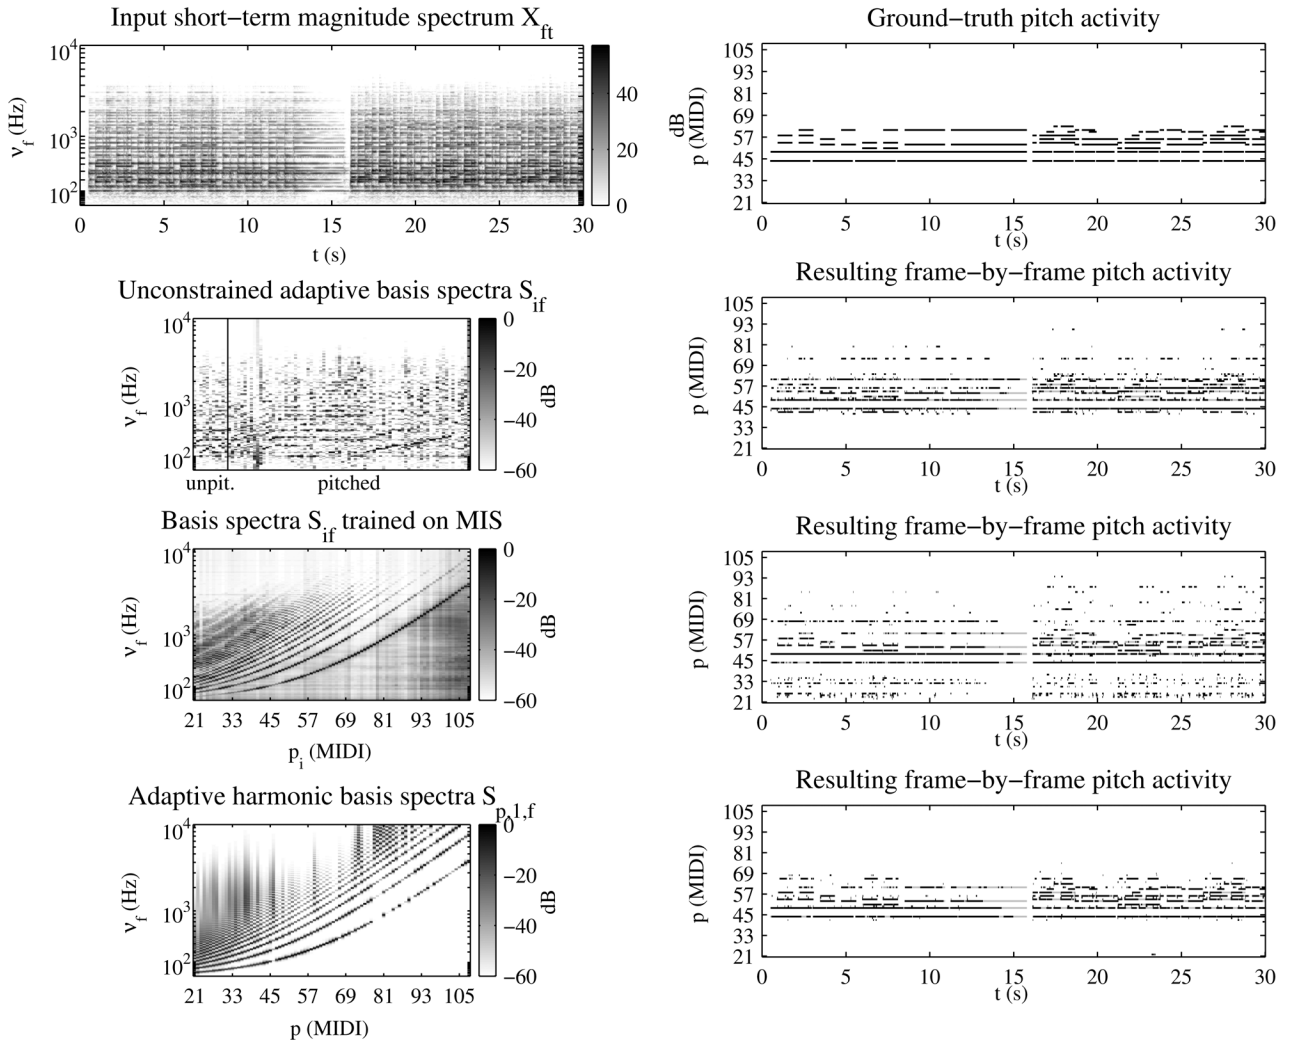 Input short−term magnitude spectrum X_ft
10^4
10^3
10^2
ν_f (Hz)
0 5 10 15 20 25 30
t (s)
40
20
0
dB
Ground−truth pitch activity
105
93
81
69
57
45
33
21
p (MIDI)
0 5 10 15 20 25 30
t (s)
Unconstrained adaptive basis spectra S_if
10^4
10^3
10^2
ν_f (Hz)
unpit. pitched
0
−20
−40
−60
dB
Resulting frame−by−frame pitch activity
105
93
81
69
57
45
33
21
p (MIDI)
0 5 10 15 20 25 30
t (s)
Basis spectra S_if trained on MIS
10^4
10^3
10^2
ν_f (Hz)
21 33 45 57 69 81 93 105
p_i (MIDI)
0
−20
−40
−60
dB
Resulting frame−by−frame pitch activity
105
93
81
69
57
45
33
21
p (MIDI)
0 5 10 15 20 25 30
t (s)
Adaptive harmonic basis spectra S_p,1,f
10^4
10^3
10^2
ν_f (Hz)
21 33 45 57 69 81 93 105
p (MIDI)
0
−20
−40
−60
dB
Resulting frame−by−frame pitch activity
105
93
81
69
57
45
33
21
p (MIDI)
0 5 10 15 20 25 30
t (s)